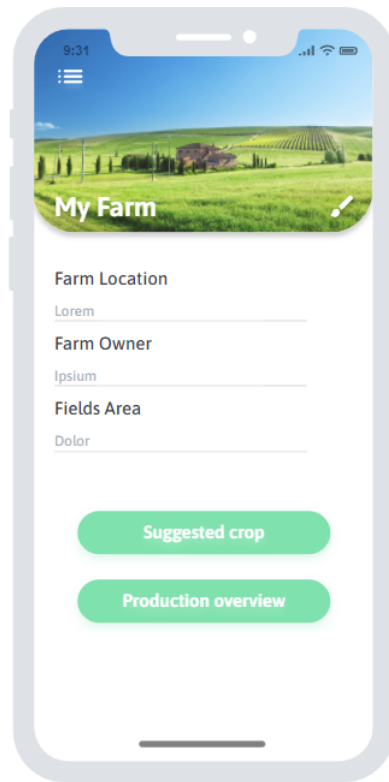 9:31
My Farm
Farm Location
Lorem
Farm Owner
Ipsium
Fields Area
Dolor
Suggested crop
Production overview